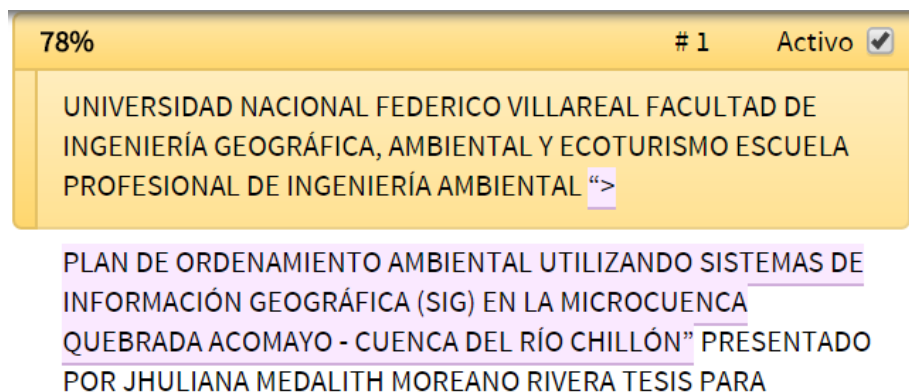 78% # 1 Activo
UNIVERSIDAD NACIONAL FEDERICO VILLAREAL FACULTAD DE
INGENIERÍA GEOGRÁFICA, AMBIENTAL Y ECOTURISMO ESCUELA
PROFESIONAL DE INGENIERÍA AMBIENTAL “>
PLAN DE ORDENAMIENTO AMBIENTAL UTILIZANDO SISTEMAS DE
INFORMACIÓN GEOGRÁFICA (SIG) EN LA MICROCUENCA
QUEBRADA ACOMAYO - CUENCA DEL RÍO CHILLÓN” PRESENTADO
POR JHULIANA MEDALITH MOREANO RIVERA TESIS PARA